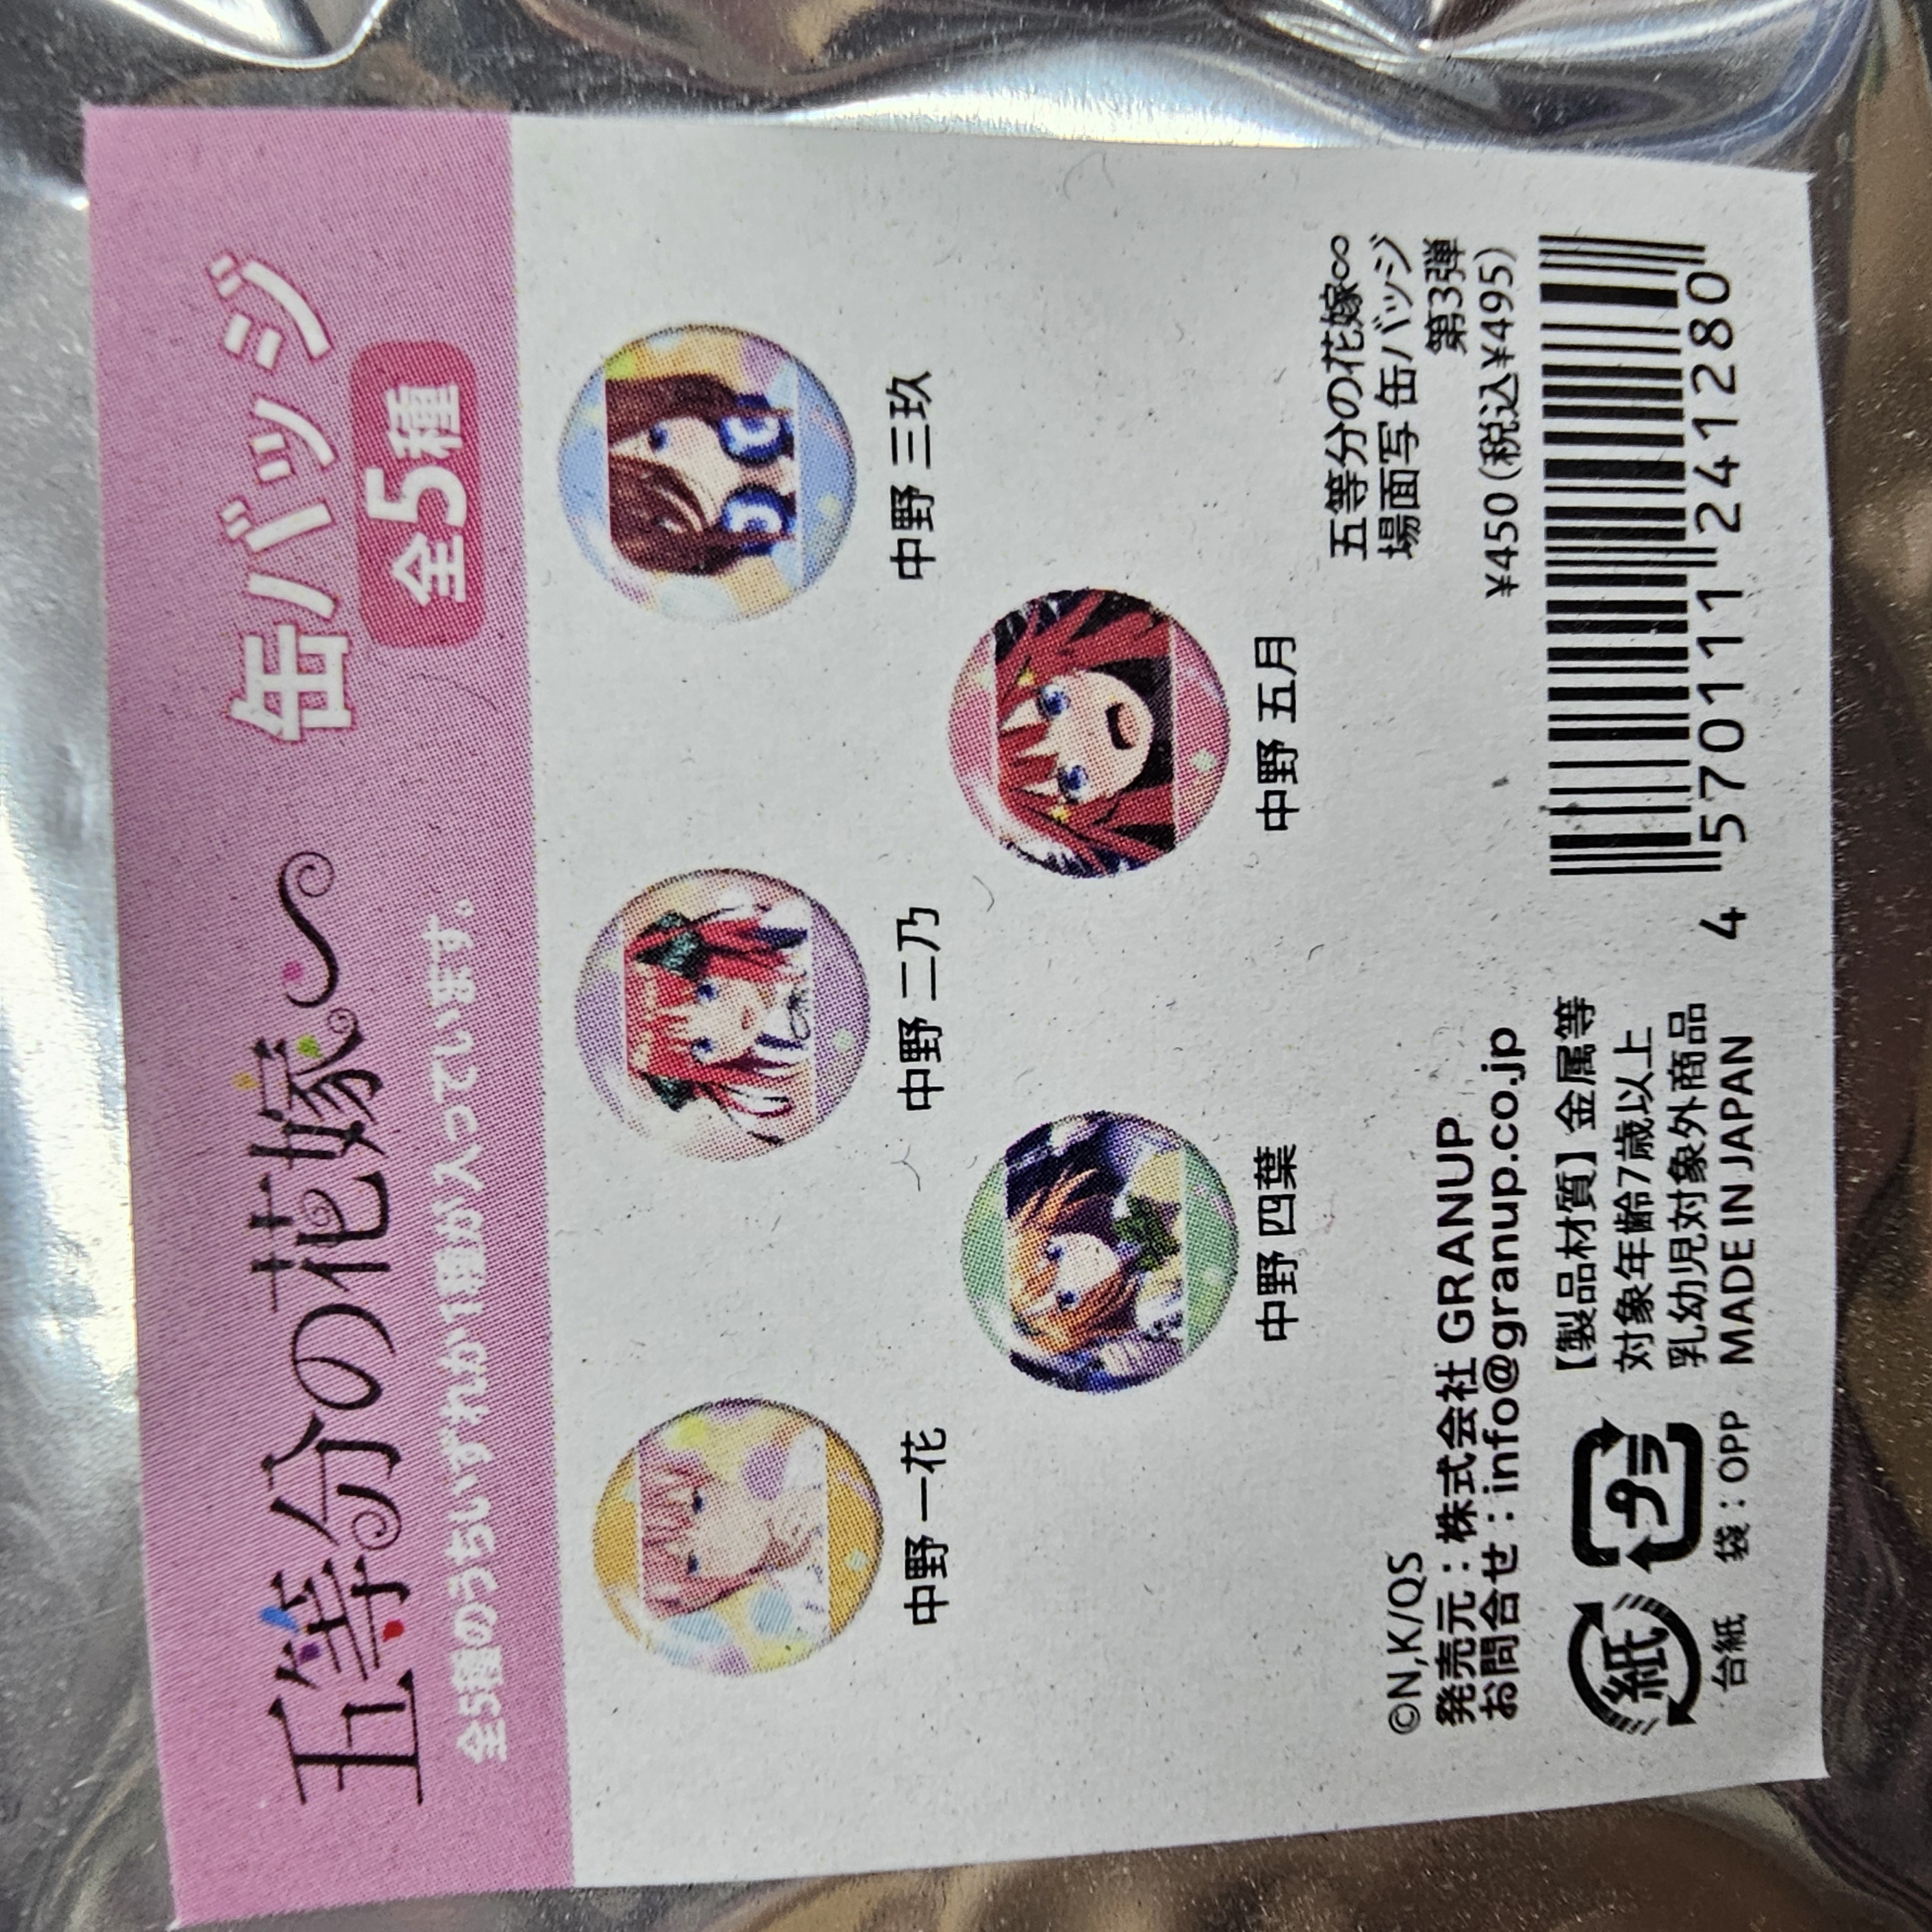 五等分の花嫁∽ 缶バッジ
全5種のうちいずれか1種が入っています。
全5種
中野 一花
中野 二乃
中野 三玖
中野 四葉
中野 五月
五等分の花嫁∽
場面写 缶バッジ
第3弾
¥450(税込¥495)
4 570111 241280
©N,K/QS
発売元:株式会社 GRANUP
お問合せ:info@granup.co.jp
【製品材質】金属等
対象年齢7歳以上
乳幼児対象外商品
MADE IN JAPAN
紙
プラ
台紙
袋:OPP